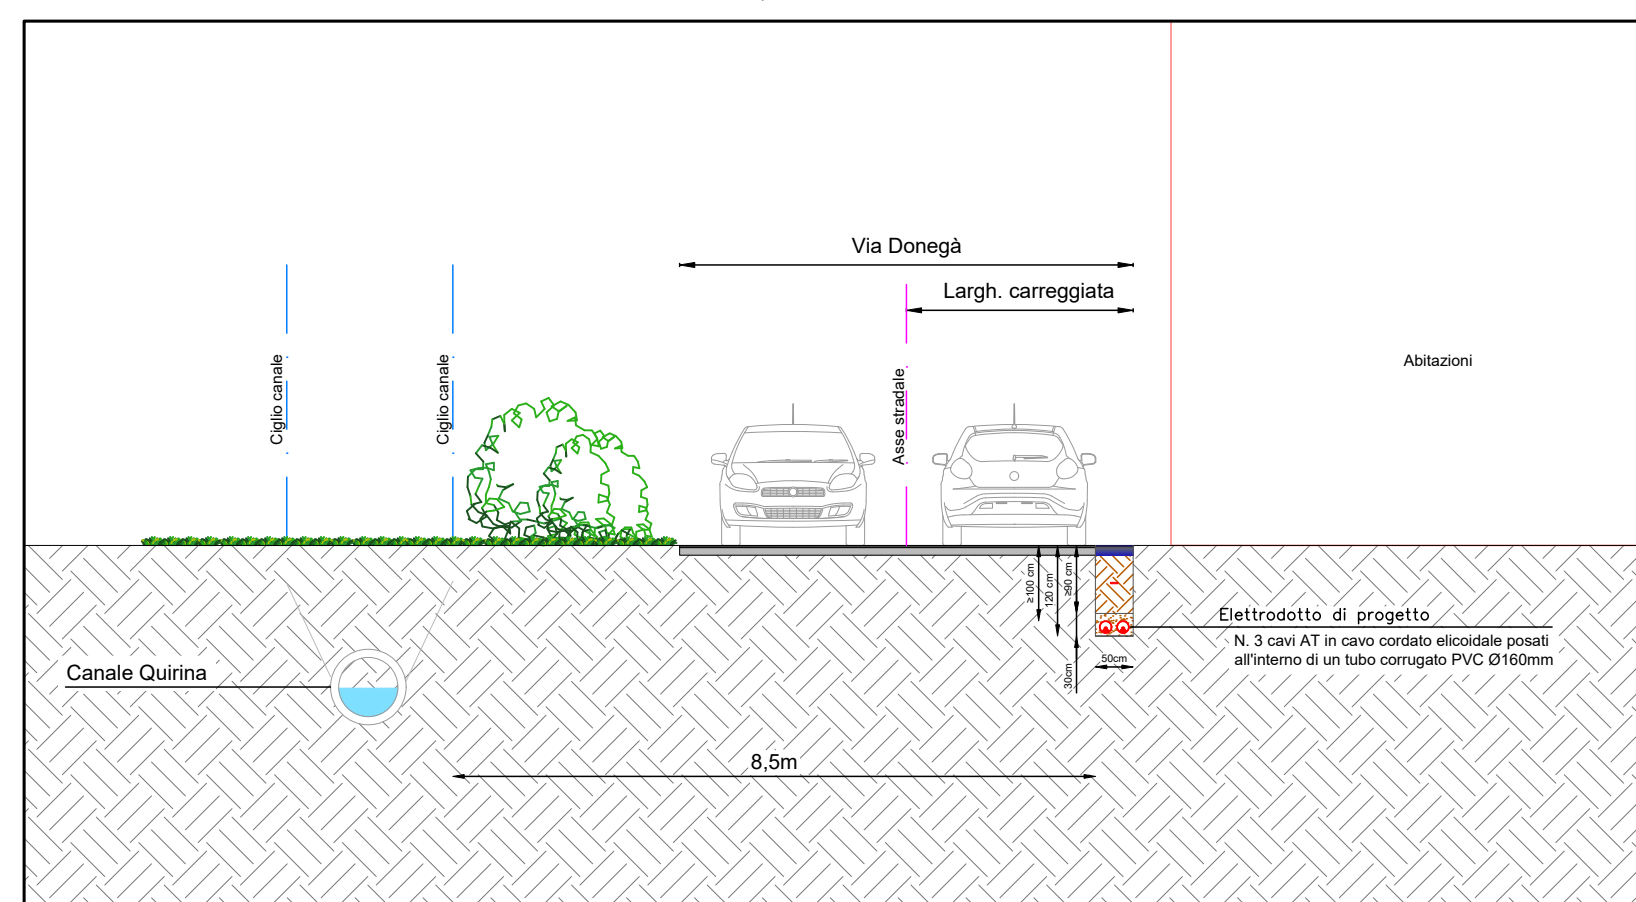 Via Donegà
Largh. carreggiata
Ciglio canale
Ciglio canale
Asse stradale
Abitazioni
≥100 cm
120 cm
≥90 cm
Elettrodotto di progetto
N. 3 cavi AT in cavo cordato elicoidale posati
all'interno di un tubo corrugato PVC Ø160mm
50cm
30cm
Canale Quirina
8,5m